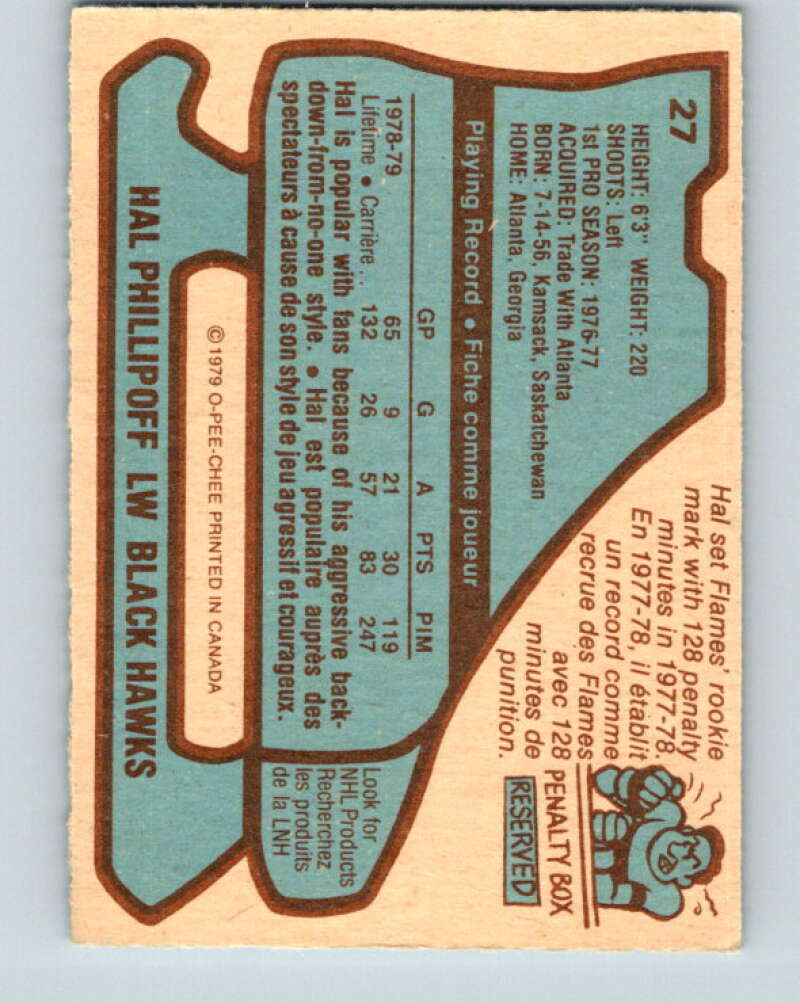 27
HEIGHT: 6'3" WEIGHT: 220
SHOOTS: Left
1st PRO SEASON: 1976-77
ACQUIRED: Trade With Atlanta
BORN: 7-14-56, Kamsack, Saskatchewan
HOME: Atlanta, Georgia
Hal set Flames' rookie
mark with 128 penalty
minutes in 1977-78.
En 1977-78, il établit
un record comme
recrue des Flames
avec 128
minutes de
punition.
PENALTY BOX
RESERVED
Playing Record • Fiche comme joueur
GP G A PTS PIM
1978-79 65 9 21 30 119
Lifetime • Carrière.. 132 26 57 83 247
Hal is popular with fans because of his aggressive back-
down-from-no-one style. • Hal est populaire auprès des
spectateurs à cause de son style de jeu agressif et courageux.
Look for
NHL Products
Recherchez
les produits
de la LNH
© 1979 O-PEE-CHEE PRINTED IN CANADA
HAL PHILLIPOFF LW BLACK HAWKS